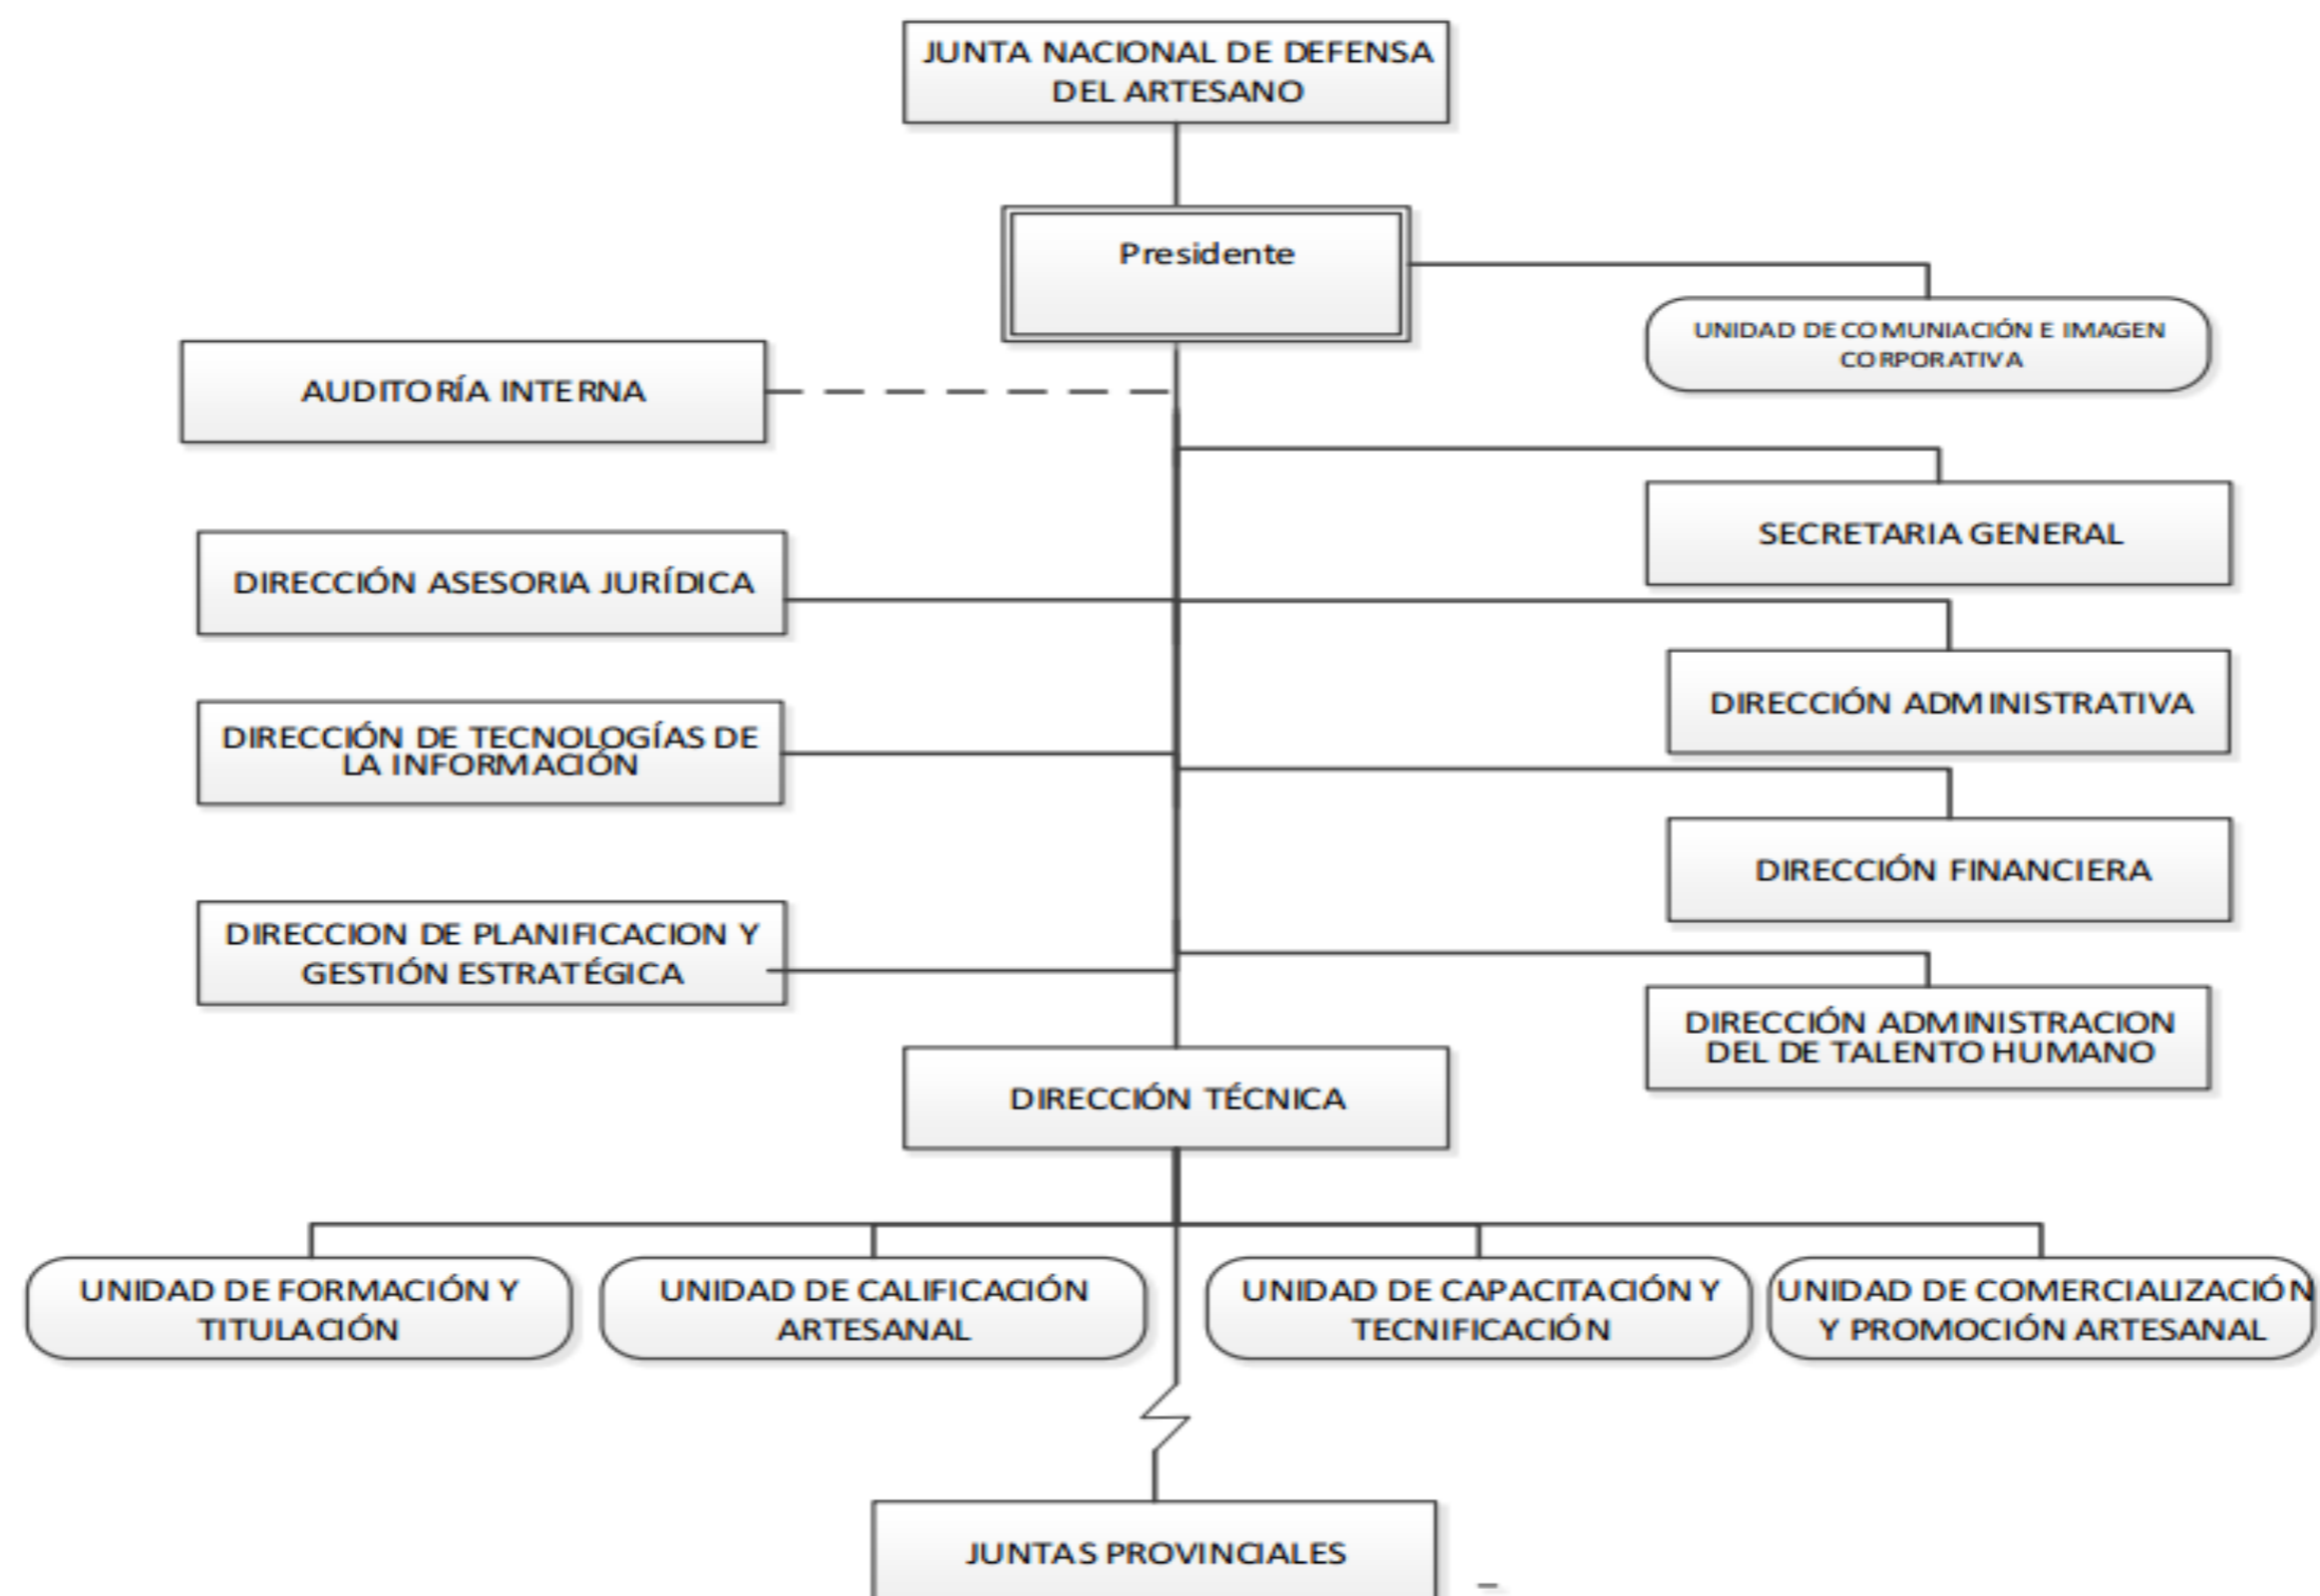 JUNTA NACIONAL DE DEFENSA
DEL ARTESANO
Presidente
UNIDAD DE COMUNIACIÓN E IMAGEN
CORPORATIVA
AUDITORÍA INTERNA
SECRETARIA GENERAL
DIRECCIÓN ASESORIA JURÍDICA
DIRECCIÓN ADMINISTRATIVA
DIRECCIÓN DE TECNOLOGÍAS DE
LA INFORMACIÓN
DIRECCIÓN FINANCIERA
DIRECCION DE PLANIFICACION Y
GESTIÓN ESTRATÉGICA
DIRECCIÓN ADMINISTRACION
DEL DE TALENTO HUMANO
DIRECCIÓN TÉCNICA
UNIDAD DE FORMACIÓN Y
TITULACIÓN
UNIDAD DE CALIFICACIÓN
ARTESANAL
UNIDAD DE CAPACITACIÓN Y
TECNIFICACIÓN
UNIDAD DE COMERCIALIZACIÓN
Y PROMOCIÓN ARTESANAL
JUNTAS PROVINCIALES